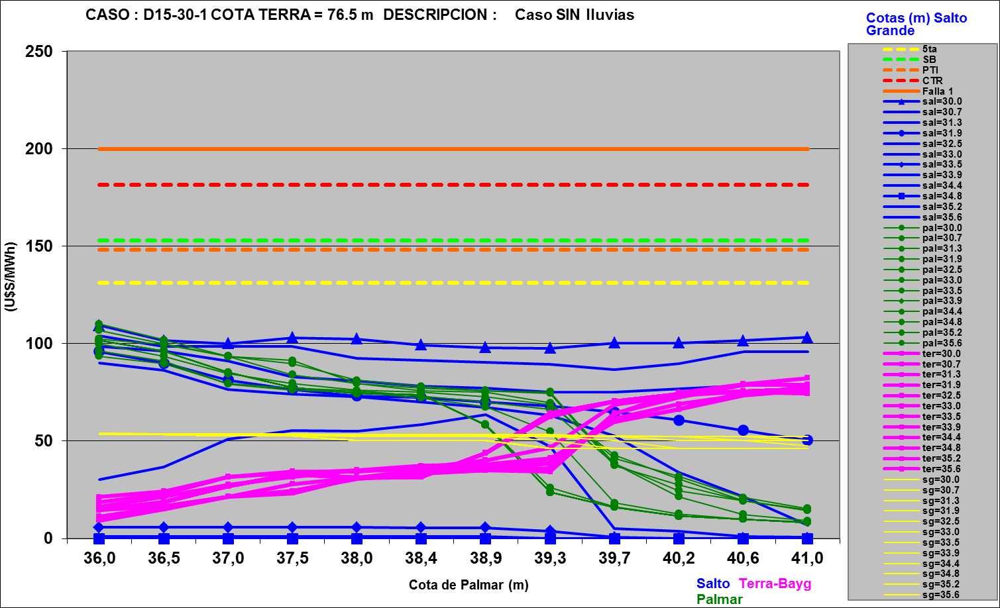 CASO : D15-30-1 COTA TERRA = 76.5 m DESCRIPCION : Caso SIN lluvias
Cotas (m) Salto
Grande
250
200
150
100
50
0
(U$S/MWh)
36,0 36,5 37,0 37,5 38,0 38,4 38,9 39,3 39,7 40,2 40,6 41,0
Cota de Palmar (m)
Salto Terra-Bayg
Palmar
5ta
SB
PTI
CTR
Falla 1
sal=30.0
sal=30.7
sal=31.3
sal=31.9
sal=32.5
sal=33.0
sal=33.5
sal=33.9
sal=34.4
sal=34.8
sal=35.2
sal=35.6
pal=30.0
pal=30.7
pal=31.3
pal=31.9
pal=32.5
pal=33.0
pal=33.5
pal=33.9
pal=34.4
pal=34.8
pal=35.2
pal=35.6
ter=30.0
ter=30.7
ter=31.3
ter=31.9
ter=32.5
ter=33.0
ter=33.5
ter=33.9
ter=34.4
ter=34.8
ter=35.2
ter=35.6
sg=30.0
sg=30.7
sg=31.3
sg=31.9
sg=32.5
sg=33.0
sg=33.5
sg=33.9
sg=34.4
sg=34.8
sg=35.2
sg=35.6